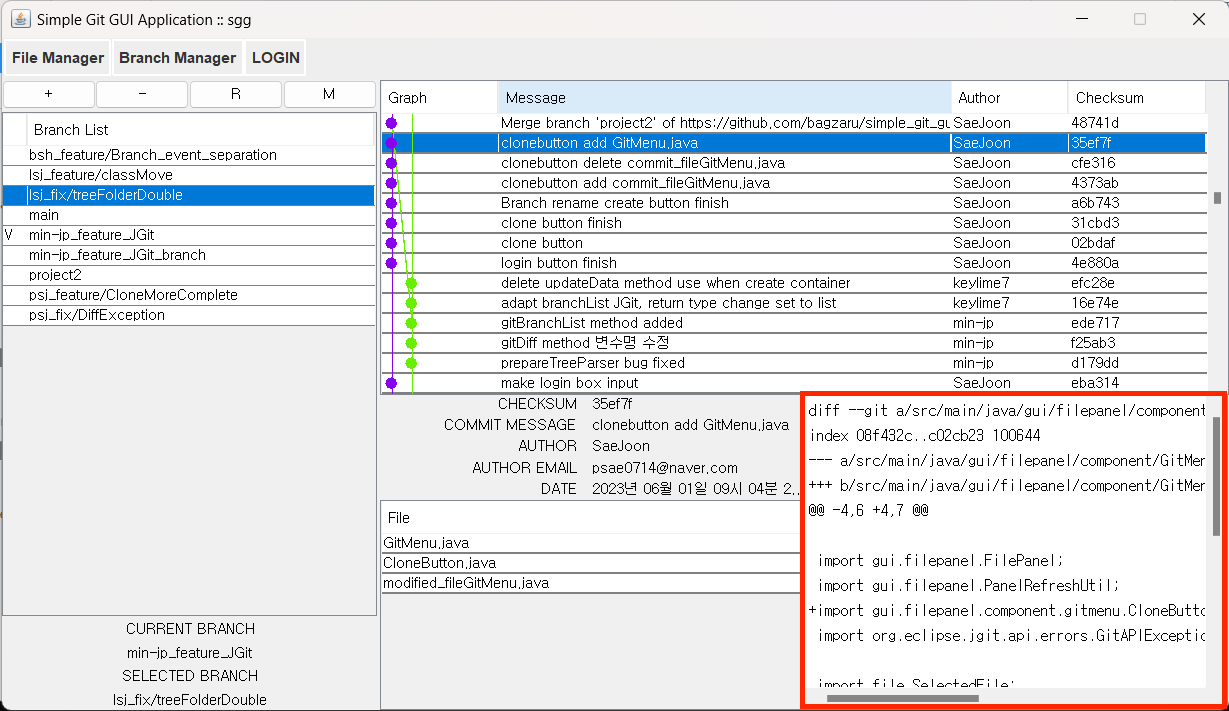 Simple Git GUI Application :: sgg
File Manager Branch Manager LOGIN
+ - R M
Branch List
bsh_feature/Branch_event_separation
lsj_feature/classMove
lsj_fix/treeFolderDouble
main
V min-jp_feature_JGit
min-jp_feature_JGit_branch
project2
psj_feature/CloneMoreComplete
psj_fix/DiffException
CURRENT BRANCH
min-jp_feature_JGit
SELECTED BRANCH
lsj_fix/treeFolderDouble
Graph Message Author Checksum
Merge branch 'project2' of https://github.com/bagzaru/simple_git_gu SaeJoon 48741d
clonebutton add GitMenu.java SaeJoon 35ef7f
clonebutton delete commit_fileGitMenu.java SaeJoon cfe316
clonebutton add commit_fileGitMenu.java SaeJoon 4373ab
Branch rename create button finish SaeJoon a6b743
clone button finish SaeJoon 31cbd3
clone button SaeJoon 02bdaf
login button finish SaeJoon 4e880a
delete updateData method use when create container keylime7 efc28e
adapt branchList JGit, return type change set to list keylime7 16e74e
gitBranchList method added min-jp ede717
gitDiff method 변수명 수정 min-jp f25ab3
prepareTreeParser bug fixed min-jp d179dd
make login box input SaeJoon eba314
CHECKSUM 35ef7f
COMMIT MESSAGE clonebutton add GitMenu.java
AUTHOR SaeJoon
AUTHOR EMAIL psae0714@naver.com
DATE 2023년 06월 01일 09시 04분 2..
File
GitMenu.java
CloneButton.java
modified_fileGitMenu.java
diff --git a/src/main/java/gui/filepanel/component
index 08f432c..c02cb23 100644
--- a/src/main/java/gui/filepanel/component/GitMen
+++ b/src/main/java/gui/filepanel/component/GitMen
@@ -4,6 +4,7 @@
import gui.filepanel.FilePanel;
import gui.filepanel.PanelRefreshUtil;
+import gui.filepanel.component.gitmenu.CloneButto
import org.eclipse.jgit.api.errors.GitAPIExceptio
import file.SelectedFile;